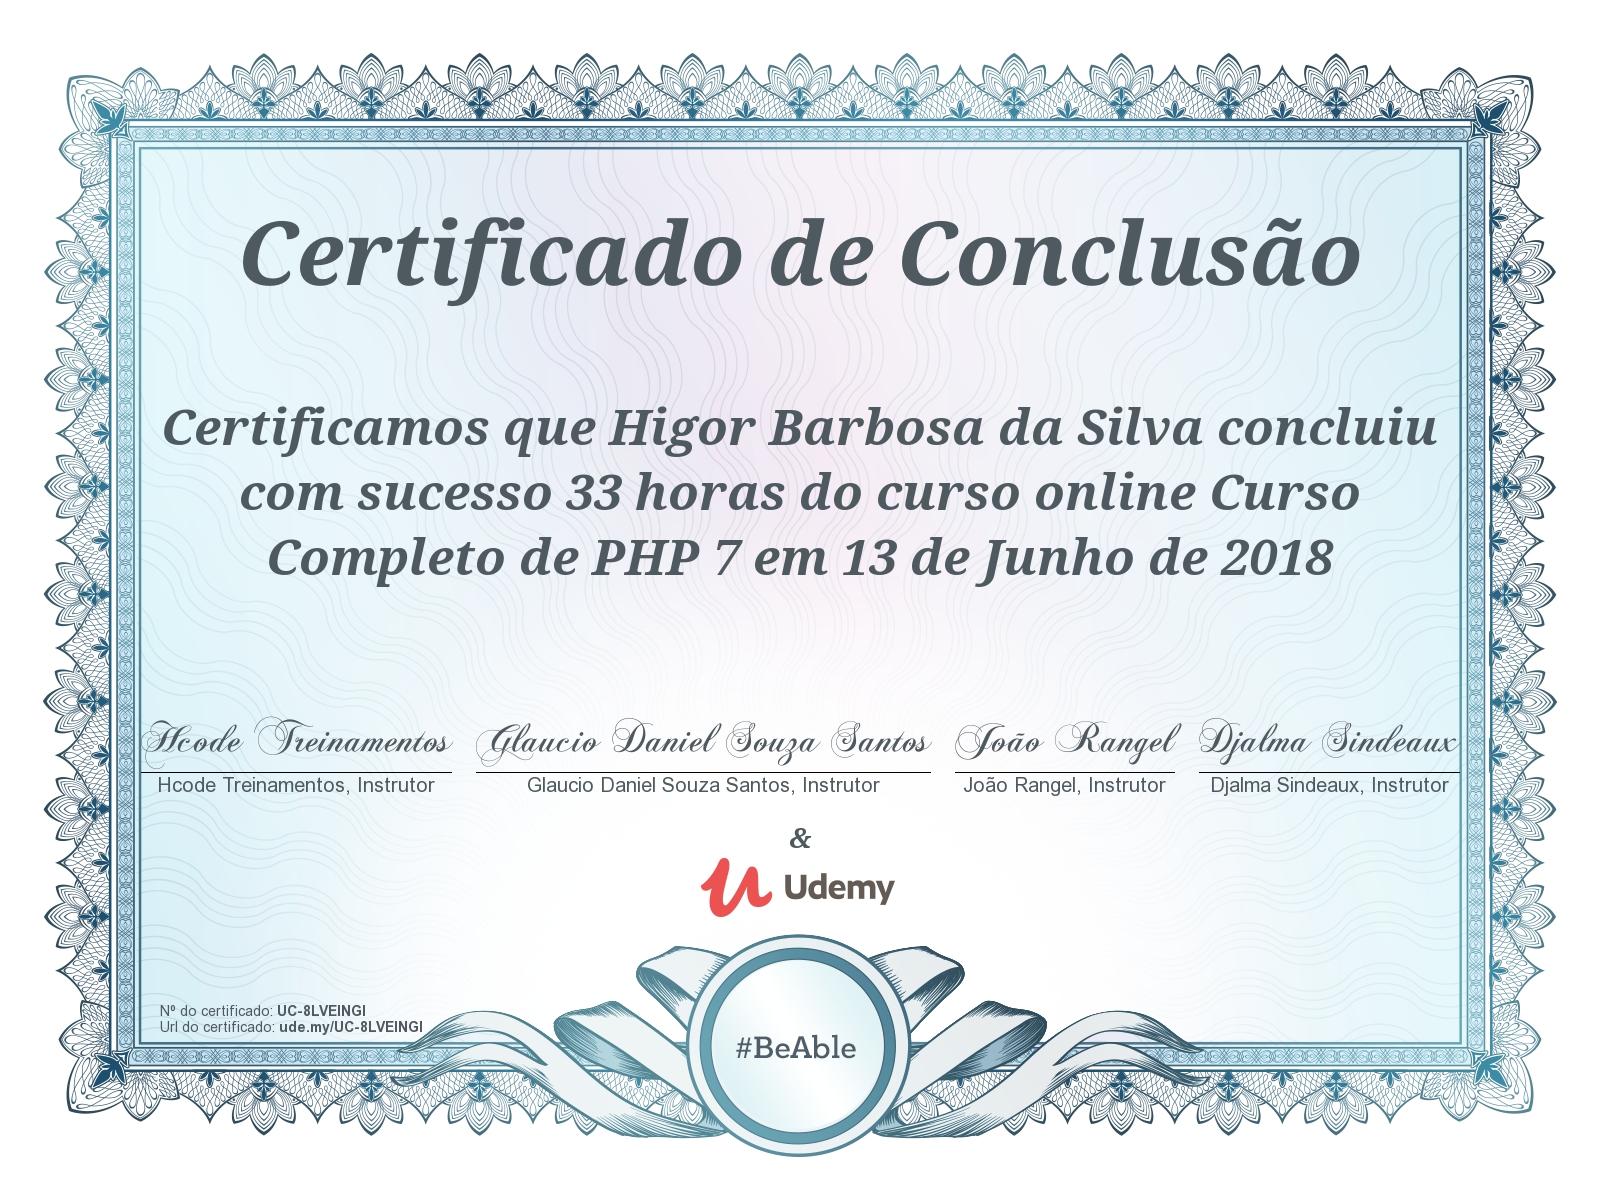 Certificado de Conclusão
Certificamos que Higor Barbosa da Silva concluiu
com sucesso 33 horas do curso online Curso
Completo de PHP 7 em 13 de Junho de 2018
Hcode Treinamentos Glaucio Daniel Souza Santos João Rangel Djalma Sindeaux
Hcode Treinamentos, Instrutor Glaucio Daniel Souza Santos, Instrutor João Rangel, Instrutor Djalma Sindeaux, Instrutor
&
Udemy
Nº do certificado: UC-8LVEINGI
Url do certificado: ude.my/UC-8LVEINGI
#BeAble